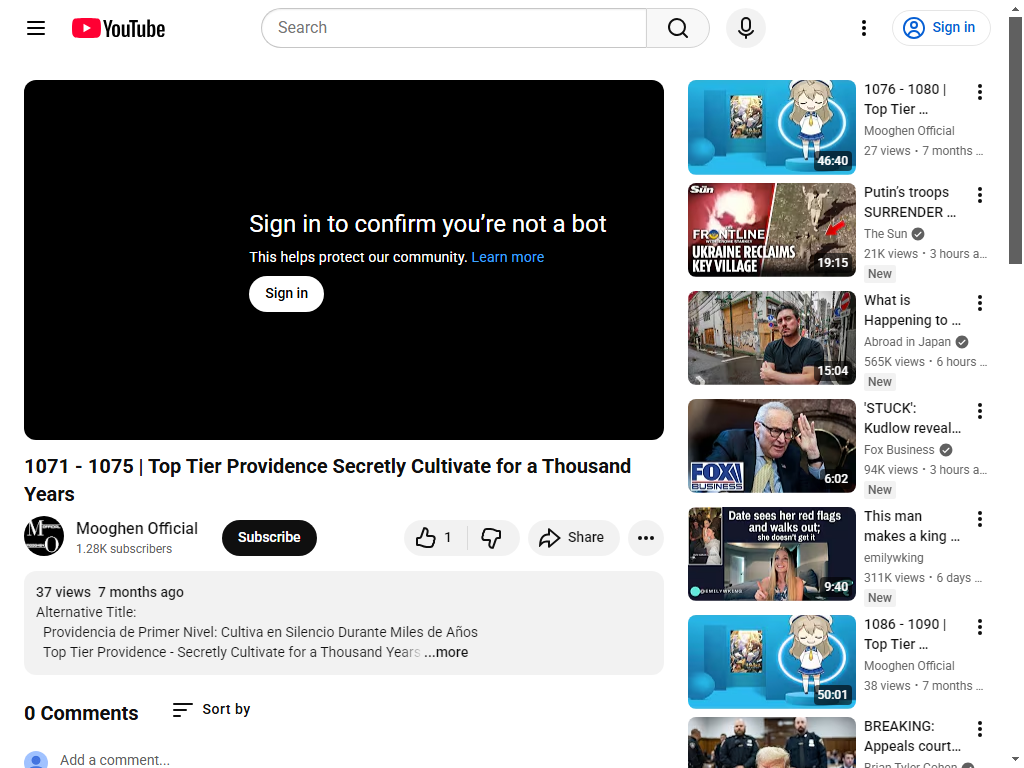 YouTube
Search
Sign in
Sign in to confirm you’re not a bot
This helps protect our community. Learn more
Sign in
1071 - 1075 | Top Tier Providence Secretly Cultivate for a Thousand
Years
Mooghen Official
1.28K subscribers
Subscribe
1
Share
37 views  7 months ago
Alternative Title:
Providencia de Primer Nivel: Cultiva en Silencio Durante Miles de Años
Top Tier Providence - Secretly Cultivate for a Thousand Years ...more
0 Comments
Sort by
Add a comment...
46:40
1076 - 1080 |
Top Tier ...
Mooghen Official
27 views • 7 months ...
The Sun
FRONTLINE
UKRAINE RECLAIMS
KEY VILLAGE
19:15
Putin’s troops
SURRENDER ...
The Sun
21K views • 3 hours a...
New
15:04
What is
Happening to ...
Abroad in Japan
565K views • 6 hours ...
New
FOX
BUSINESS
6:02
'STUCK':
Kudlow reveal...
Fox Business
94K views • 3 hours a...
New
Date sees her red flags
and walks out;
she doesn't get it
@EMILYWKING
9:40
This man
makes a king ...
emilywking
311K views • 6 days ...
New
50:01
1086 - 1090 |
Top Tier ...
Mooghen Official
38 views • 7 months ...
BREAKING:
Appeals court...
Brian Tyler Cohen